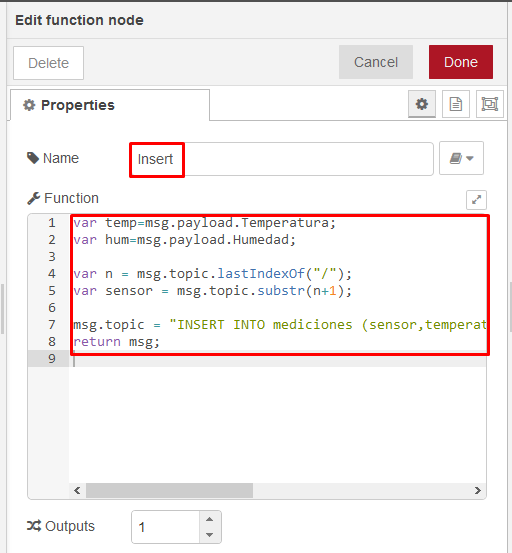 Edit function node
Delete
Cancel
Done
Properties
Name
Insert
Function
1 var temp=msg.payload.Temperatura;
2 var hum=msg.payload.Humedad;
3
4 var n = msg.topic.lastIndexOf("/");
5 var sensor = msg.topic.substr(n+1);
6
7 msg.topic = "INSERT INTO mediciones (sensor,temperat
8 return msg;
9
Outputs
1